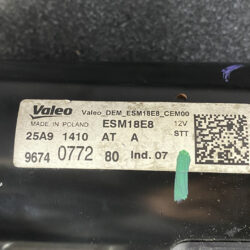 Valeo Valeo_DEM_ESM18E8_CEM00
MADE IN POLAND ESM18E8 12V
25A9 1410 AT A STT
9674 0772 80 Ind. 07